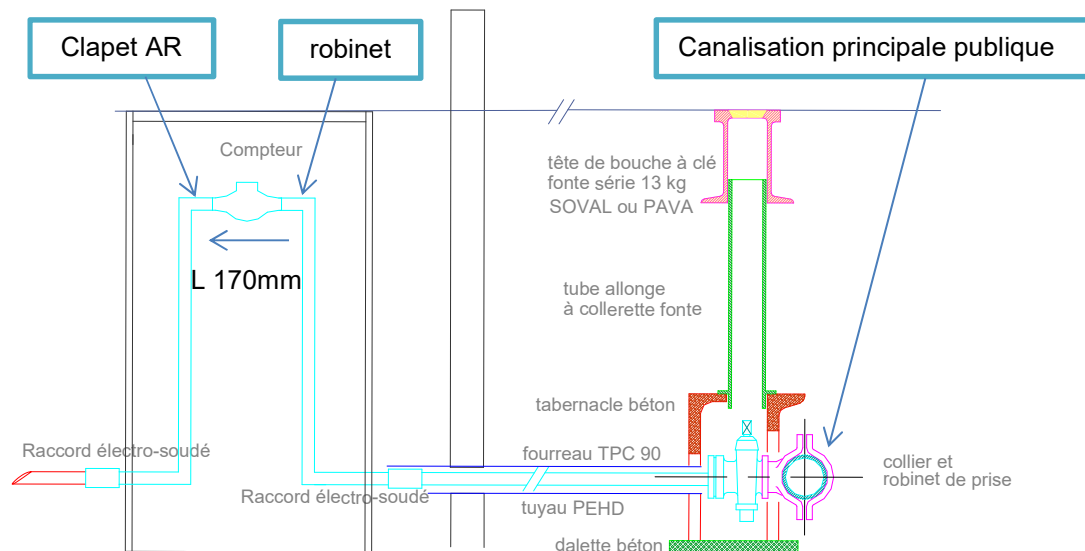 Clapet AR
robinet
Canalisation principale publique
Compteur
tête de bouche à clé
fonte série 13 kg
SOVAL ou PAVA
L 170mm
tube allonge
à collerette fonte
tabernacle béton
Raccord électro-soudé
fourreau TPC 90
collier et
robinet de prise
Raccord électro-soudé
tuyau PEHD
dalette béton